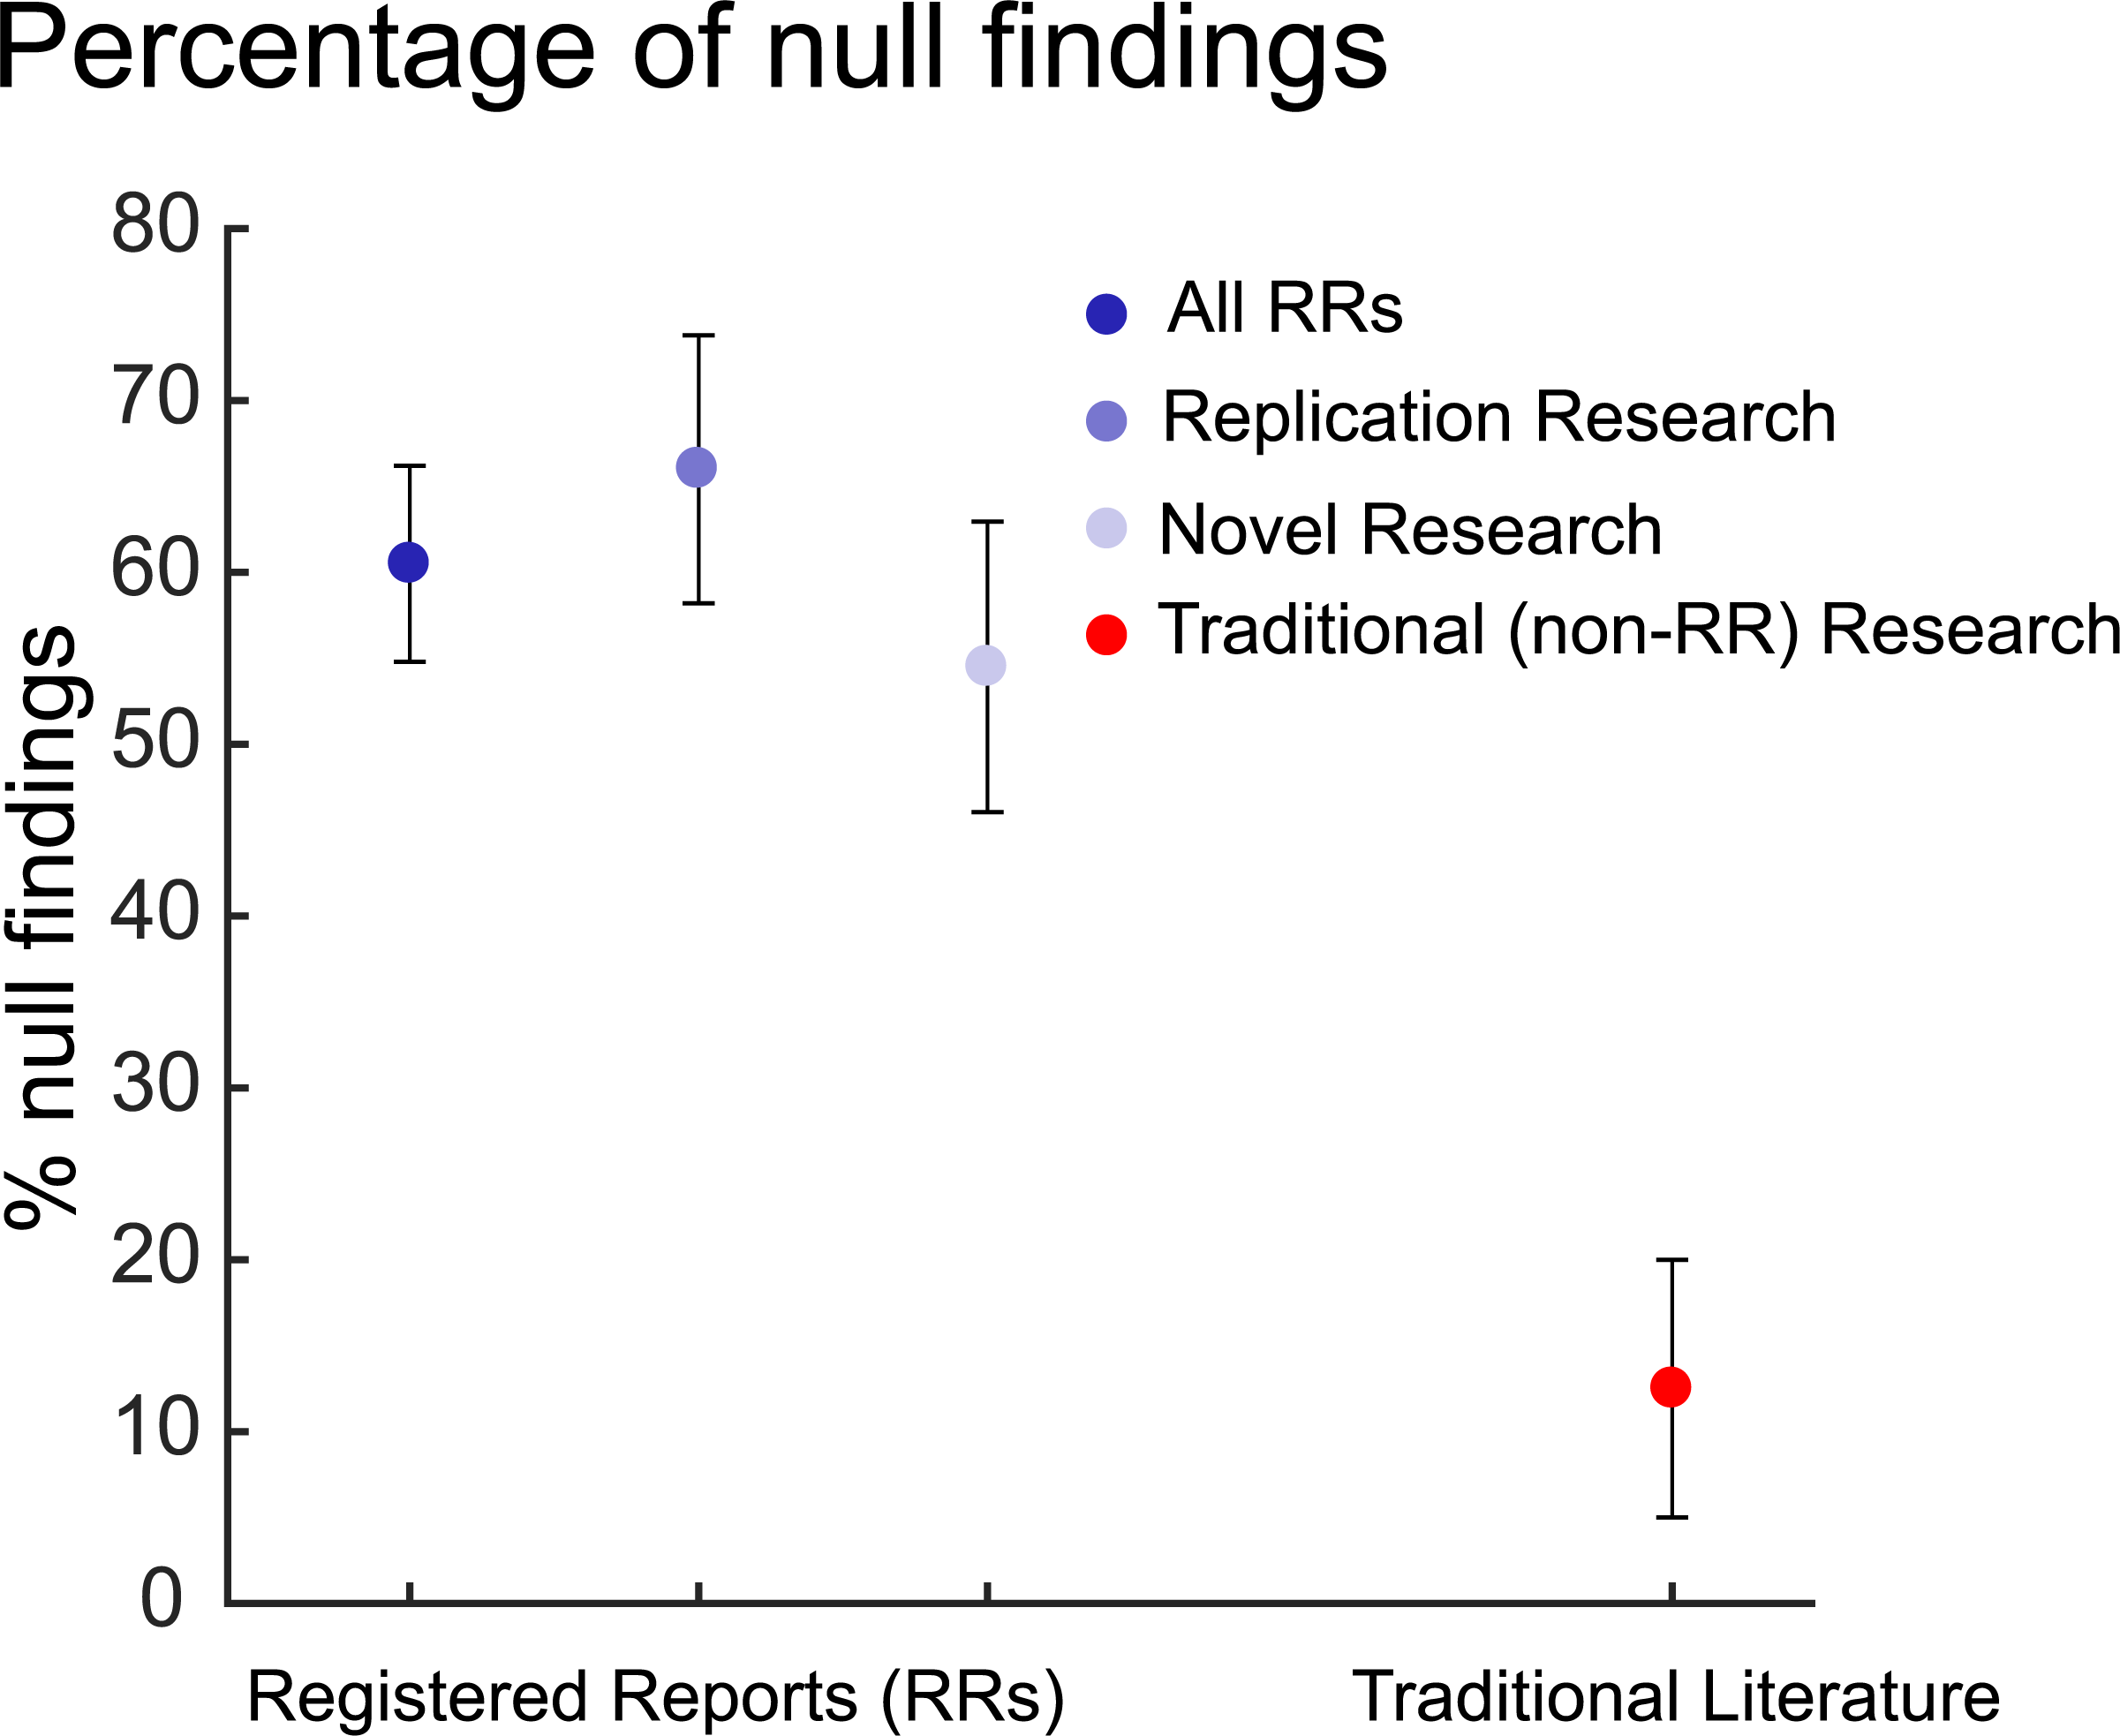 Percentage of null findings
% null findings
80
70
60
50
40
30
20
10
0
All RRs
Replication Research
Novel Research
Traditional (non-RR) Research
Registered Reports (RRs)
Traditional Literature